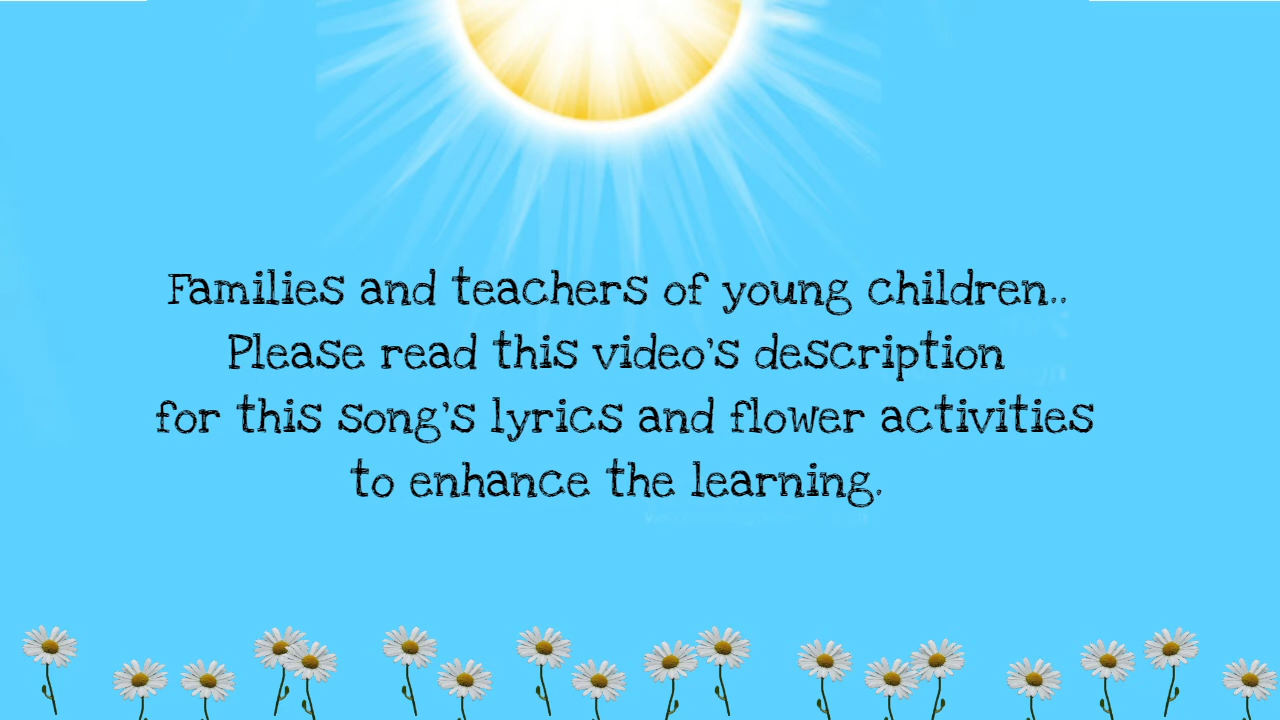 Families and teachers of young children..
Please read this video's description
for this song's lyrics and flower activities
to enhance the learning.